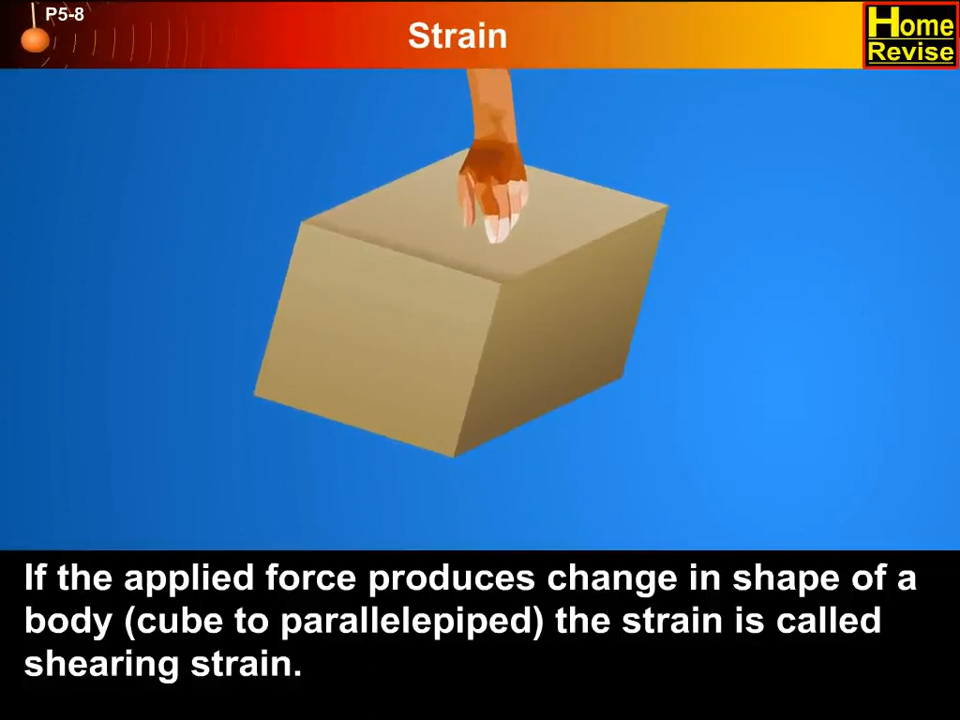 P5-8
Strain
Home
Revise
If the applied force produces change in shape of a
body (cube to parallelepiped) the strain is called
shearing strain.